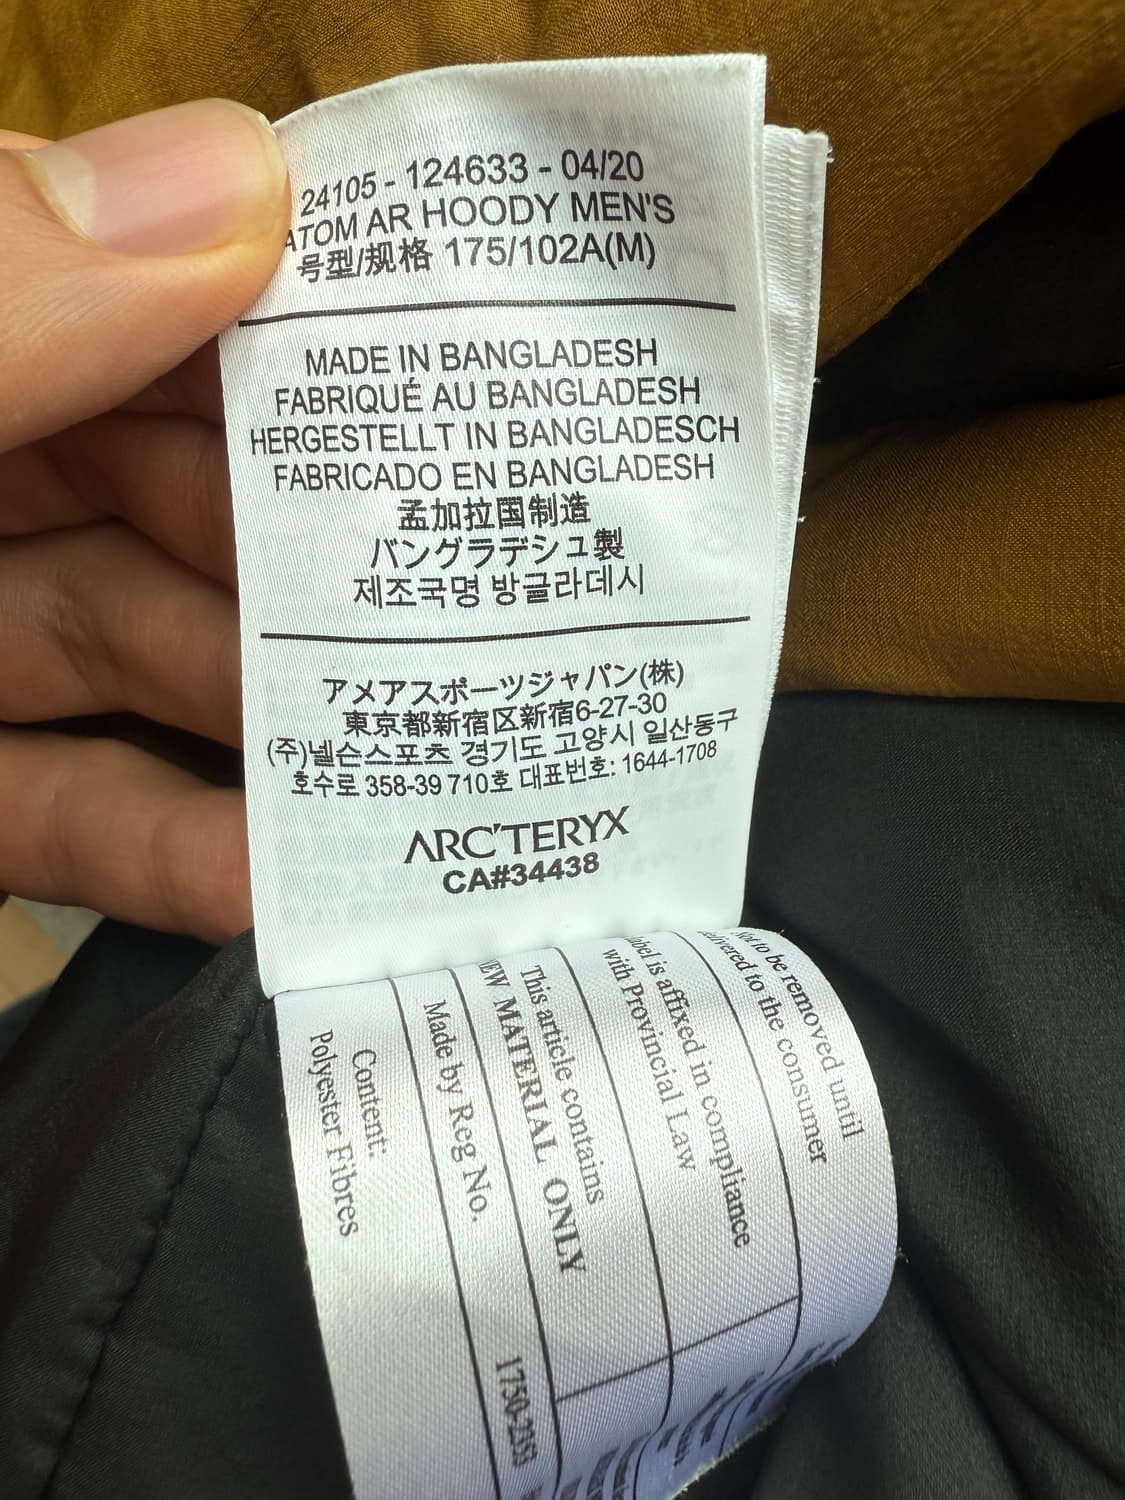 24105 - 124633 - 04/20
ATOM AR HOODY MEN'S
号型/规格 175/102A(M)
MADE IN BANGLADESH
FABRIQUÉ AU BANGLADESH
HERGESTELLT IN BANGLADESCH
FABRICADO EN BANGLADESH
孟加拉国制造
バングラデシュ製
제조국명 방글라데시
アメアスポーツジャパン(株)
東京都新宿区新宿6-27-30
(주)넬슨스포츠 경기도 고양시 일산동구
호수로 358-39 710호 대표번호: 1644-1708
ARC'TERYX
CA#34438
Not to be removed until
delivered to the consumer
label is affixed in compliance
with Provincial Law
This article contains
NEW MATERIAL ONLY
Made by Reg No. 1750-2353
Content:
Polyester Fibres